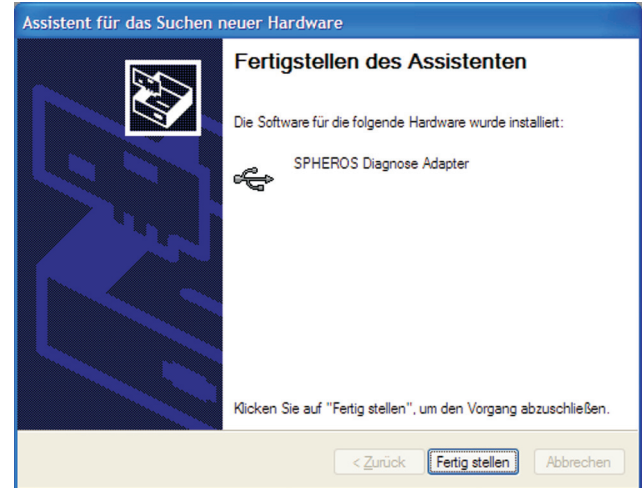 Assistent für das Suchen neuer Hardware
Fertigstellen des Assistenten
Die Software für die folgende Hardware wurde installiert:
SPHEROS Diagnose Adapter
Klicken Sie auf "Fertig stellen", um den Vorgang abzuschließen.
< Zurück Fertig stellen Abbrechen